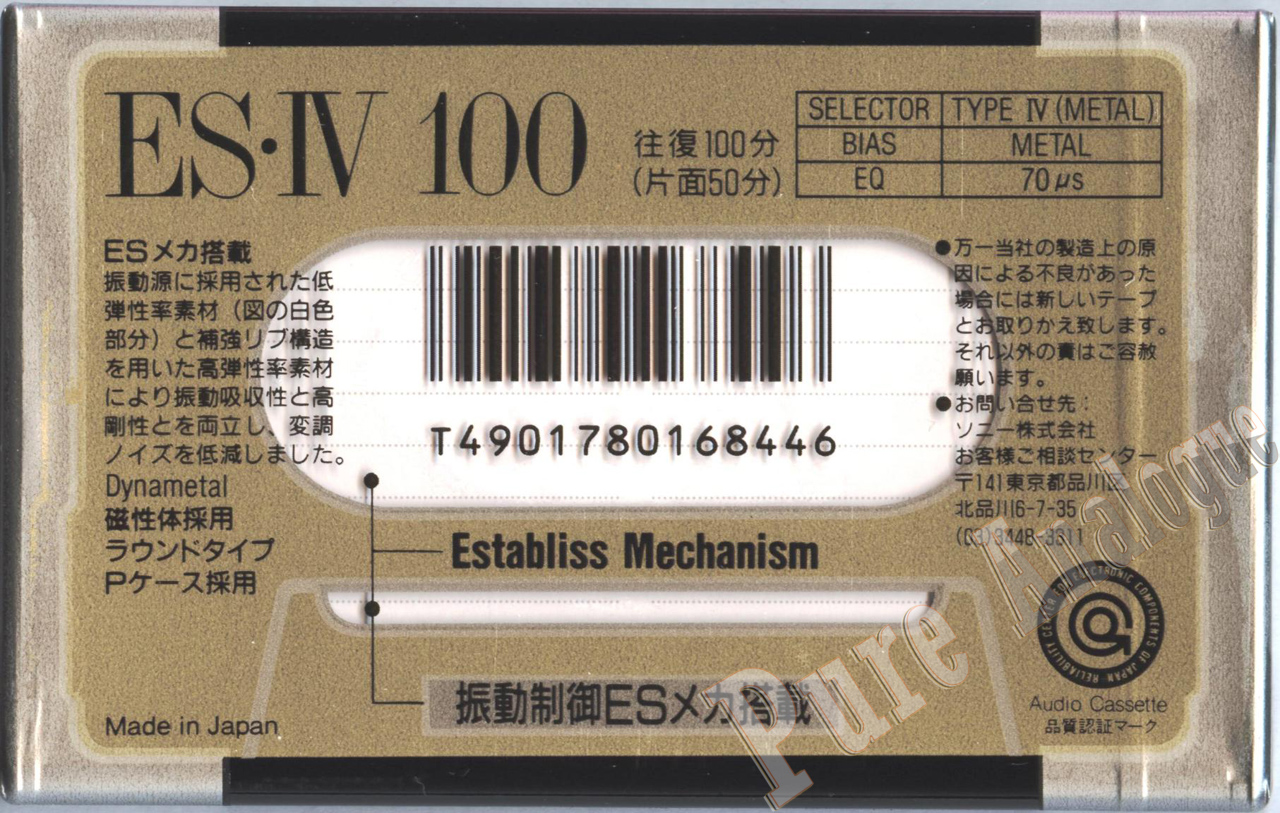 ES・IV 100
往復100分
(片面50分)
SELECTOR TYPE IV (METAL)
BIAS METAL
EQ 70μs
ESメカ搭載
振動源に採用された低
弾性率素材（図の白色
部分）と補強リブ構造
を用いた高弾性率素材
により振動吸収性と高
剛性とを両立し、変調
ノイズを低減しました。
Dynametal
磁性体採用
ラウンドタイプ
Pケース採用
Made in Japan
T4901780168446
Establiss Mechanism
振動制御ESメカ搭載
●万一当社の製造上の原
因による不良があった
場合には新しいテープ
とお取りかえ致します。
それ以外の責はご容赦
願います。
●お問い合せ先：
ソニー株式会社
お客様ご相談センター
〒141東京都品川区
北品川6-7-35
(03)3448-3311
RELIABILITY CENTER FOR ELECTRONIC COMPONENTS OF JAPAN
Audio Cassette
品質認証マーク
Pure Analogue